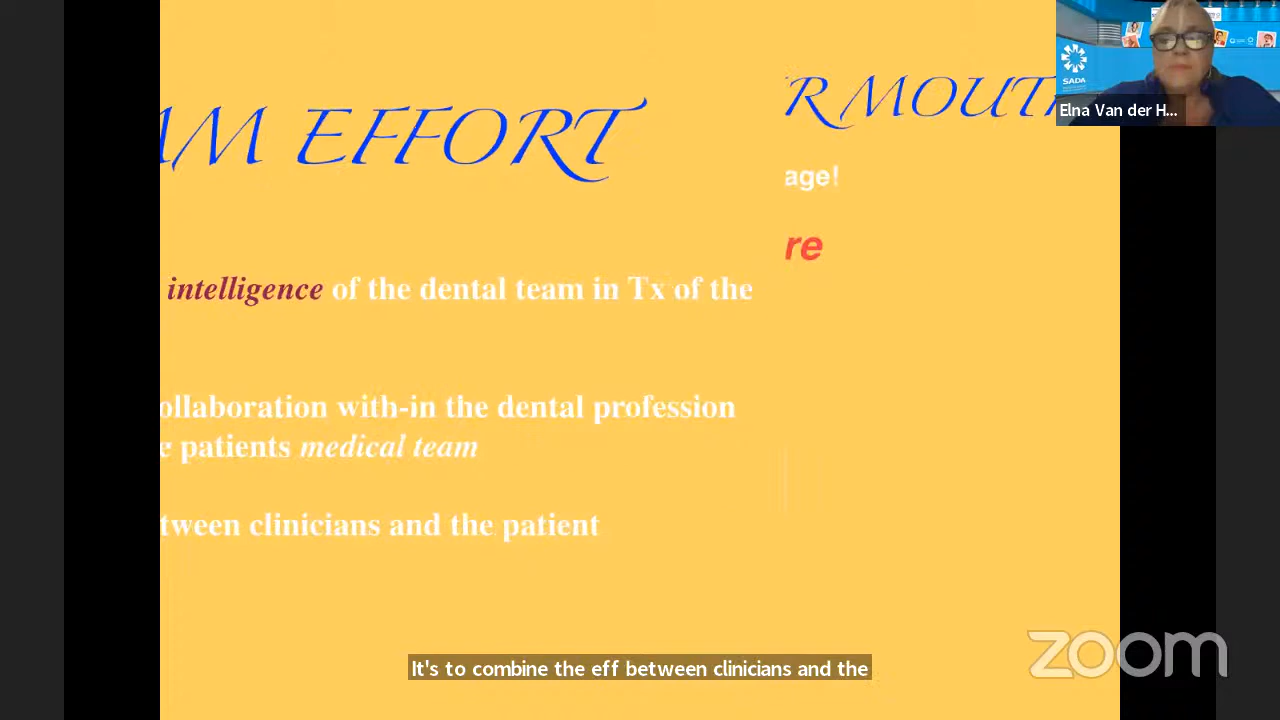 AM EFFORT
R MOUT
age!
re
intelligence of the dental team in Tx of the
ollaboration with-in the dental profession
e patients medical team
tween clinicians and the patient
SADA
Elna Van der H...
It's to combine the eff between clinicians and the
zoom